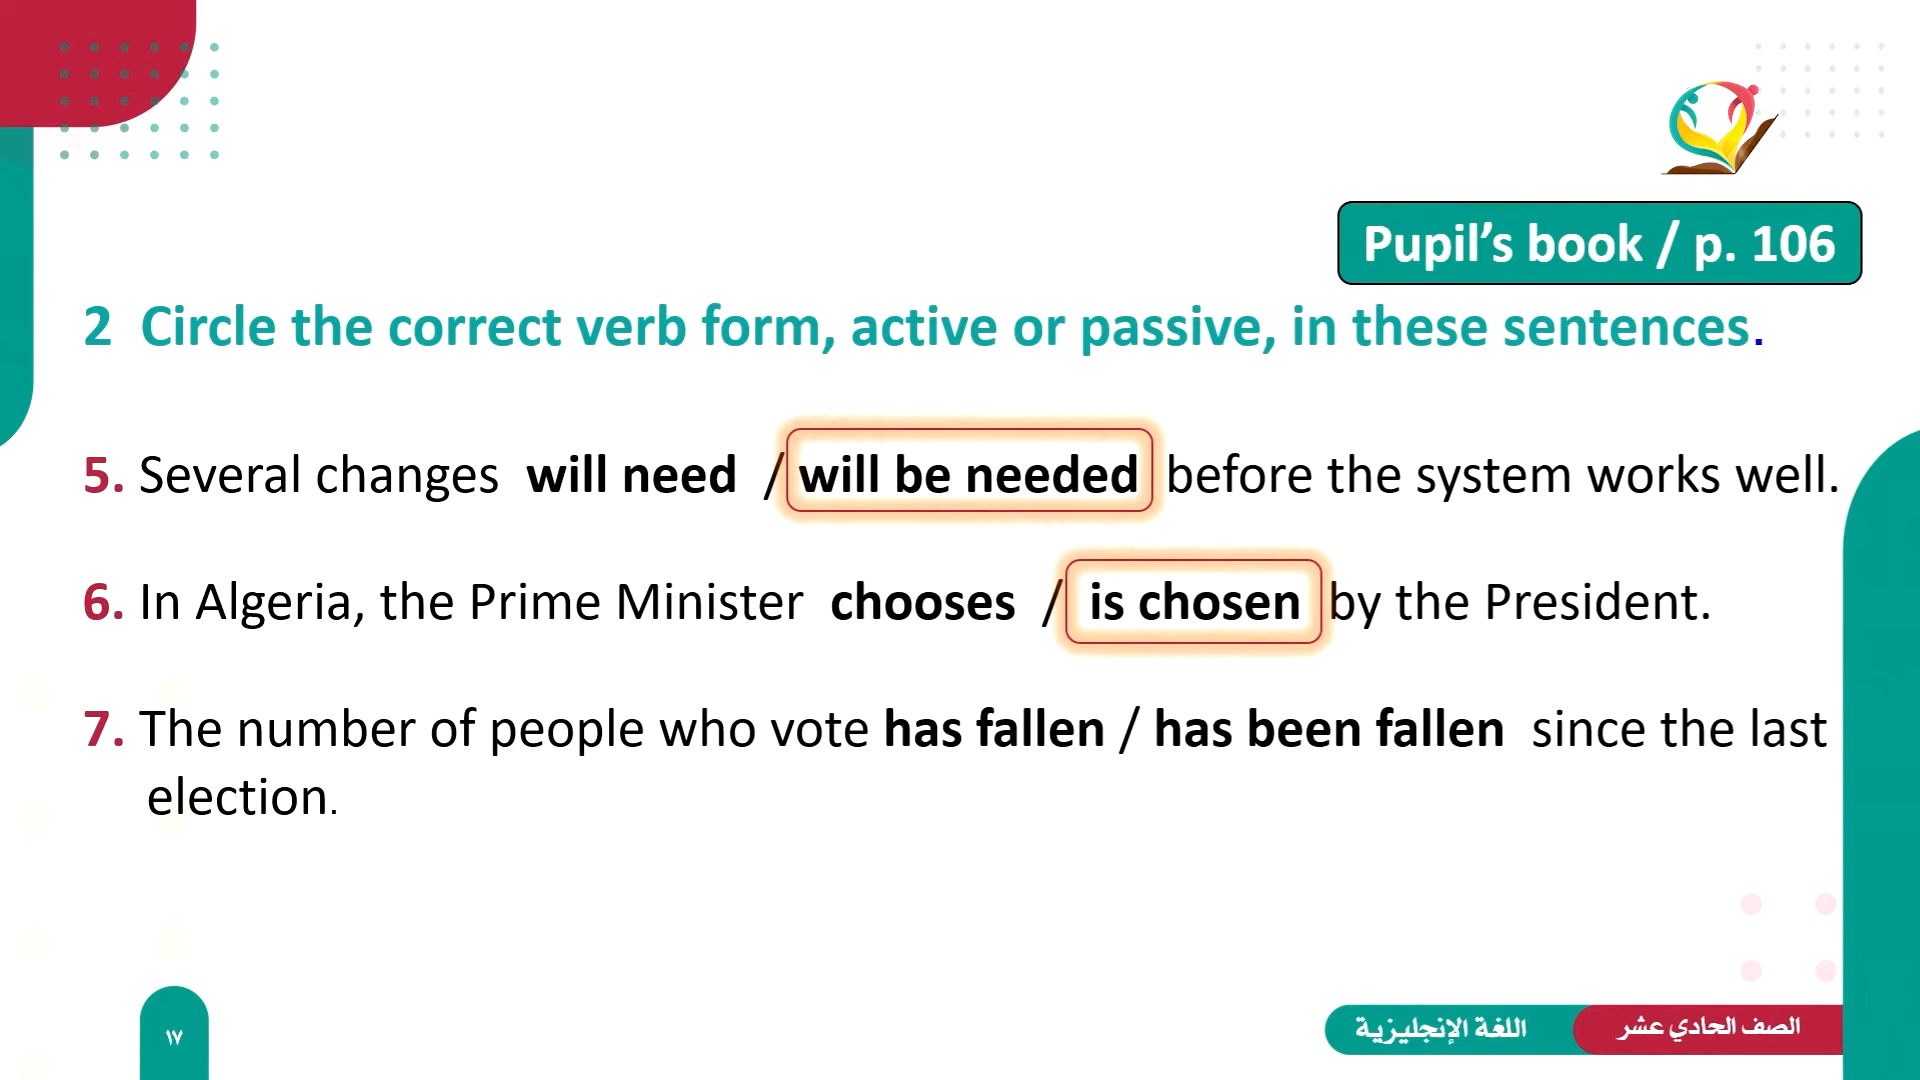 Pupil’s book / p. 106
2 Circle the correct verb form, active or passive, in these sentences.
5. Several changes will need / will be needed before the system works well.
6. In Algeria, the Prime Minister chooses / is chosen by the President.
7. The number of people who vote has fallen / has been fallen since the last
election.
١٧
الصف الحادي عشر
اللغة الإنجليزية